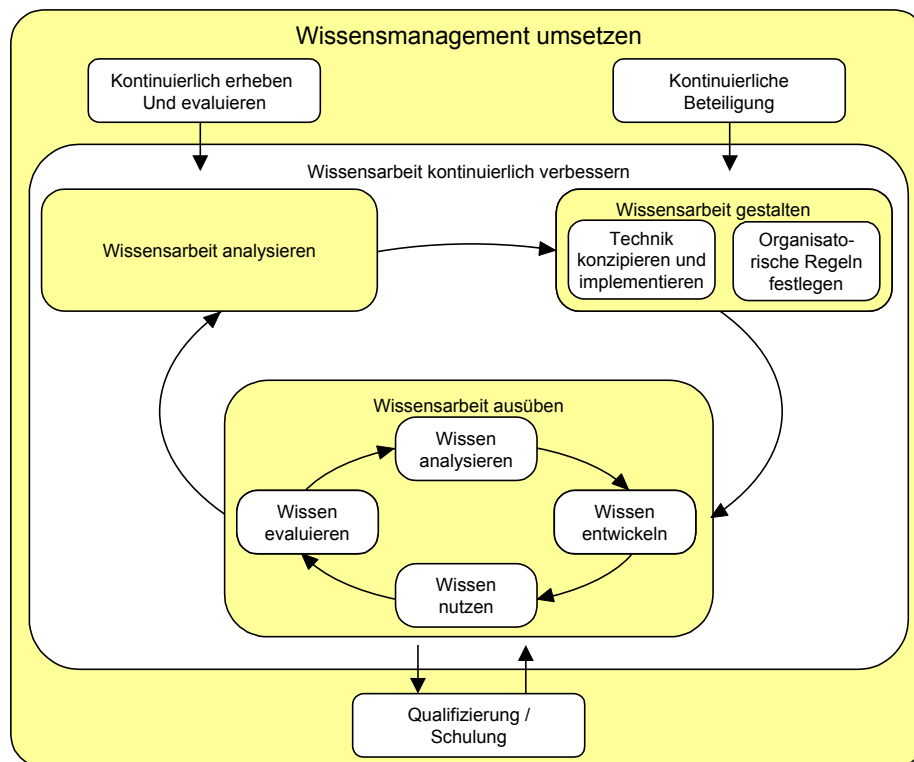 Wissensmanagement umsetzen
Kontinuierlich erheben
Und evaluieren
Kontinuierliche
Beteiligung
Wissensarbeit kontinuierlich verbessern
Wissensarbeit analysieren
Wissensarbeit gestalten
Technik
konzipieren und
implementieren
Organisato-
rische Regeln
festlegen
Wissensarbeit ausüben
Wissen
analysieren
Wissen
evaluieren
Wissen
entwickeln
Wissen
nutzen
Qualifizierung /
Schulung